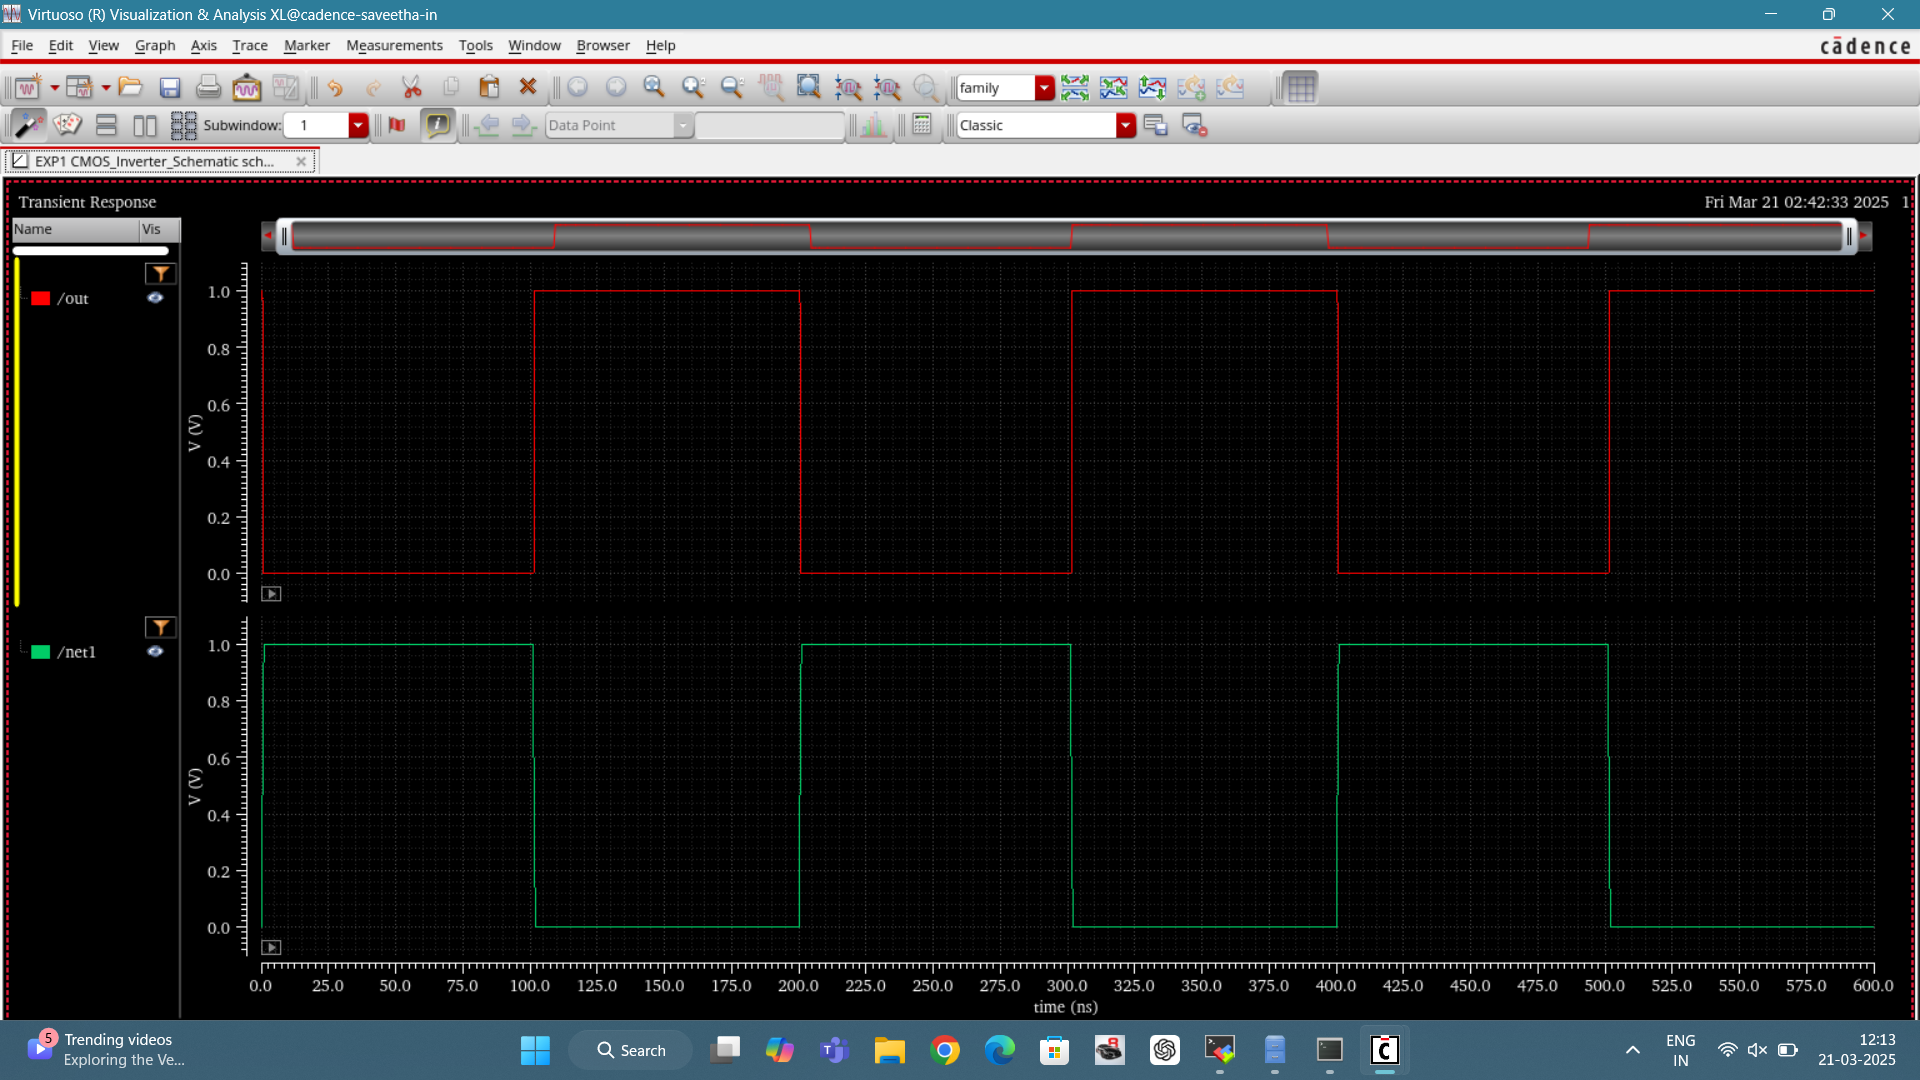 Virtuoso (R) Visualization & Analysis XL@cadence-saveetha-in
File Edit View Graph Axis Trace Marker Measurements Tools Window Browser Help
cādence
family
Subwindow: 1
Data Point
Classic
EXP1 CMOS_Inverter_Schematic sch...
Transient Response
Fri Mar 21 02:42:33 2025 1
Name Vis
/out
1.0
0.8
0.6
0.4
0.2
0.0
V (V)
/net1
1.0
0.8
0.6
0.4
0.2
0.0
V (V)
0.0 25.0 50.0 75.0 100.0 125.0 150.0 175.0 200.0 225.0 250.0 275.0 300.0 325.0 350.0 375.0 400.0 425.0 450.0 475.0 500.0 525.0 550.0 575.0 600.0
time (ns)
5
Trending videos
Exploring the Ve...
Search
ENG
IN
12:13
21-03-2025